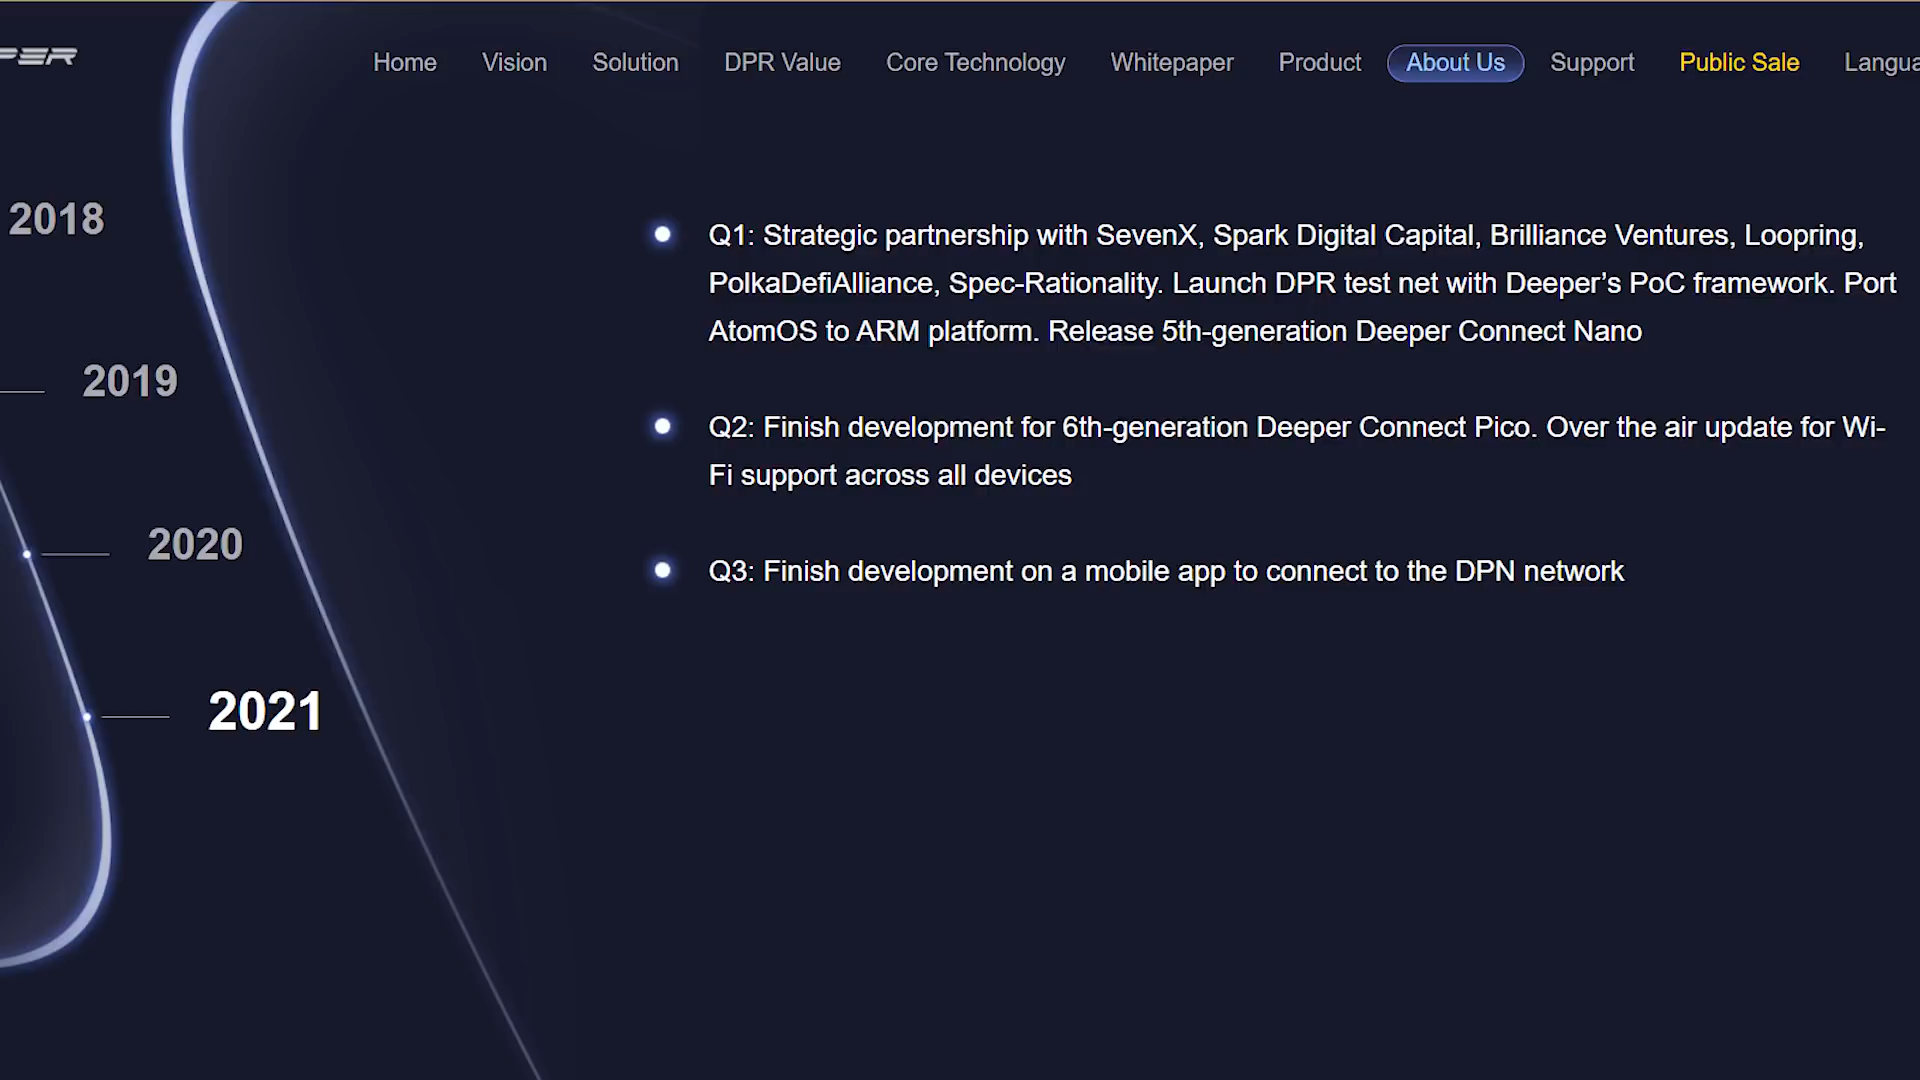 PER
Home
Vision
Solution
DPR Value
Core Technology
Whitepaper
Product
About Us
Support
Public Sale
Langua
2018
2019
2020
2021
Q1: Strategic partnership with SevenX, Spark Digital Capital, Brilliance Ventures, Loopring,
PolkaDefiAlliance, Spec-Rationality. Launch DPR test net with Deeper’s PoC framework. Port
AtomOS to ARM platform. Release 5th-generation Deeper Connect Nano
Q2: Finish development for 6th-generation Deeper Connect Pico. Over the air update for Wi-
Fi support across all devices
Q3: Finish development on a mobile app to connect to the DPN network